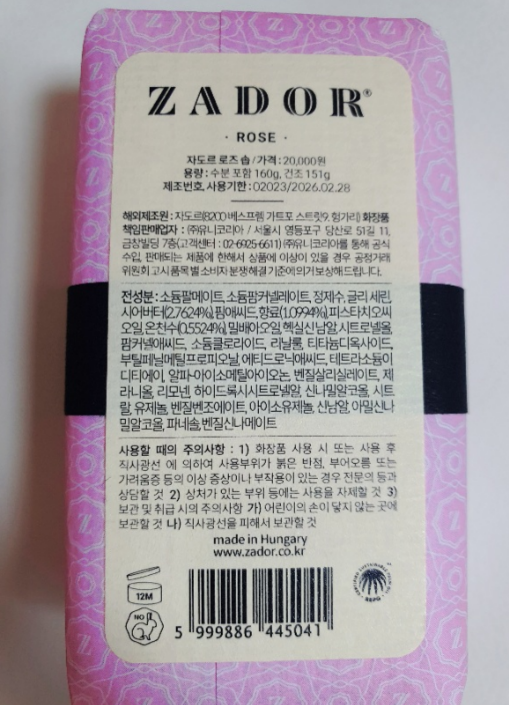 ZADOR®
· ROSE ·
자도르 로즈 솝 / 가격 : 20,000원
용량 : 수분 포함 160g, 건조 151g
제조번호, 사용기한 : 02023/2026.02.28
해외제조원 : 자도르(8200 베스프렘 가트포 스트릿9, 헝가리) 화장품
책임판매업자 : (주)유니코리아 / 서울시 영등포구 당산로 51길 11,
금창빌딩 7층(고객센터 : 02-6925-6611) (주)유니코리아를 통해 공식
수입, 판매되는 제품에 한해서 상품에 이상이 있을 경우 공정거래
위원회 고시 품목별 소비자 분쟁해결 기준에 의거 보상해드립니다.
전성분 : 소듐팔메이트, 소듐팜커넬레이트, 정제수, 글리 세린,
시어버터(2.7624%), 팜애씨드, 향료(1.0994%), 피스타치오씨
오일, 온천수(0.5524%), 밀배아오일, 헥실신남알, 시트로넬올,
팜커넬애씨드, 소듐클로라이드, 리날룰, 티타늄디옥사이드,
부틸페닐메틸프로피오날, 에티드로닉애씨드, 테트라소듐이
디티에이, 알파-아이소메틸아이오논, 벤질살리실레이트, 제
라니올, 리모넨, 하이드록시시트로넬알, 신나밀알코올, 시트
랄, 유제놀, 벤질벤조에이트, 아이소유제놀, 신남알, 아밀신나
밀알코올, 파네솔, 벤질신나메이트
사용할 때의 주의사항 : 1) 화장품 사용 시 또는 사용 후
직사광선 에 의하여 사용부위가 붉은 반점, 부어오름 또는
가려움증 등의 이상 증상이나 부작용이 있는 경우 전문의 등과
상담할 것 2) 상처가 있는 부위 등에는 사용을 자제할 것 3)
보관 및 취급 시의 주의사항 가) 어린이의 손이 닿지 않는 곳에
보관할 것 나) 직사광선을 피해서 보관할 것
made in Hungary
www.zador.co.kr
12M
NO
5 999886 445041
RSPO